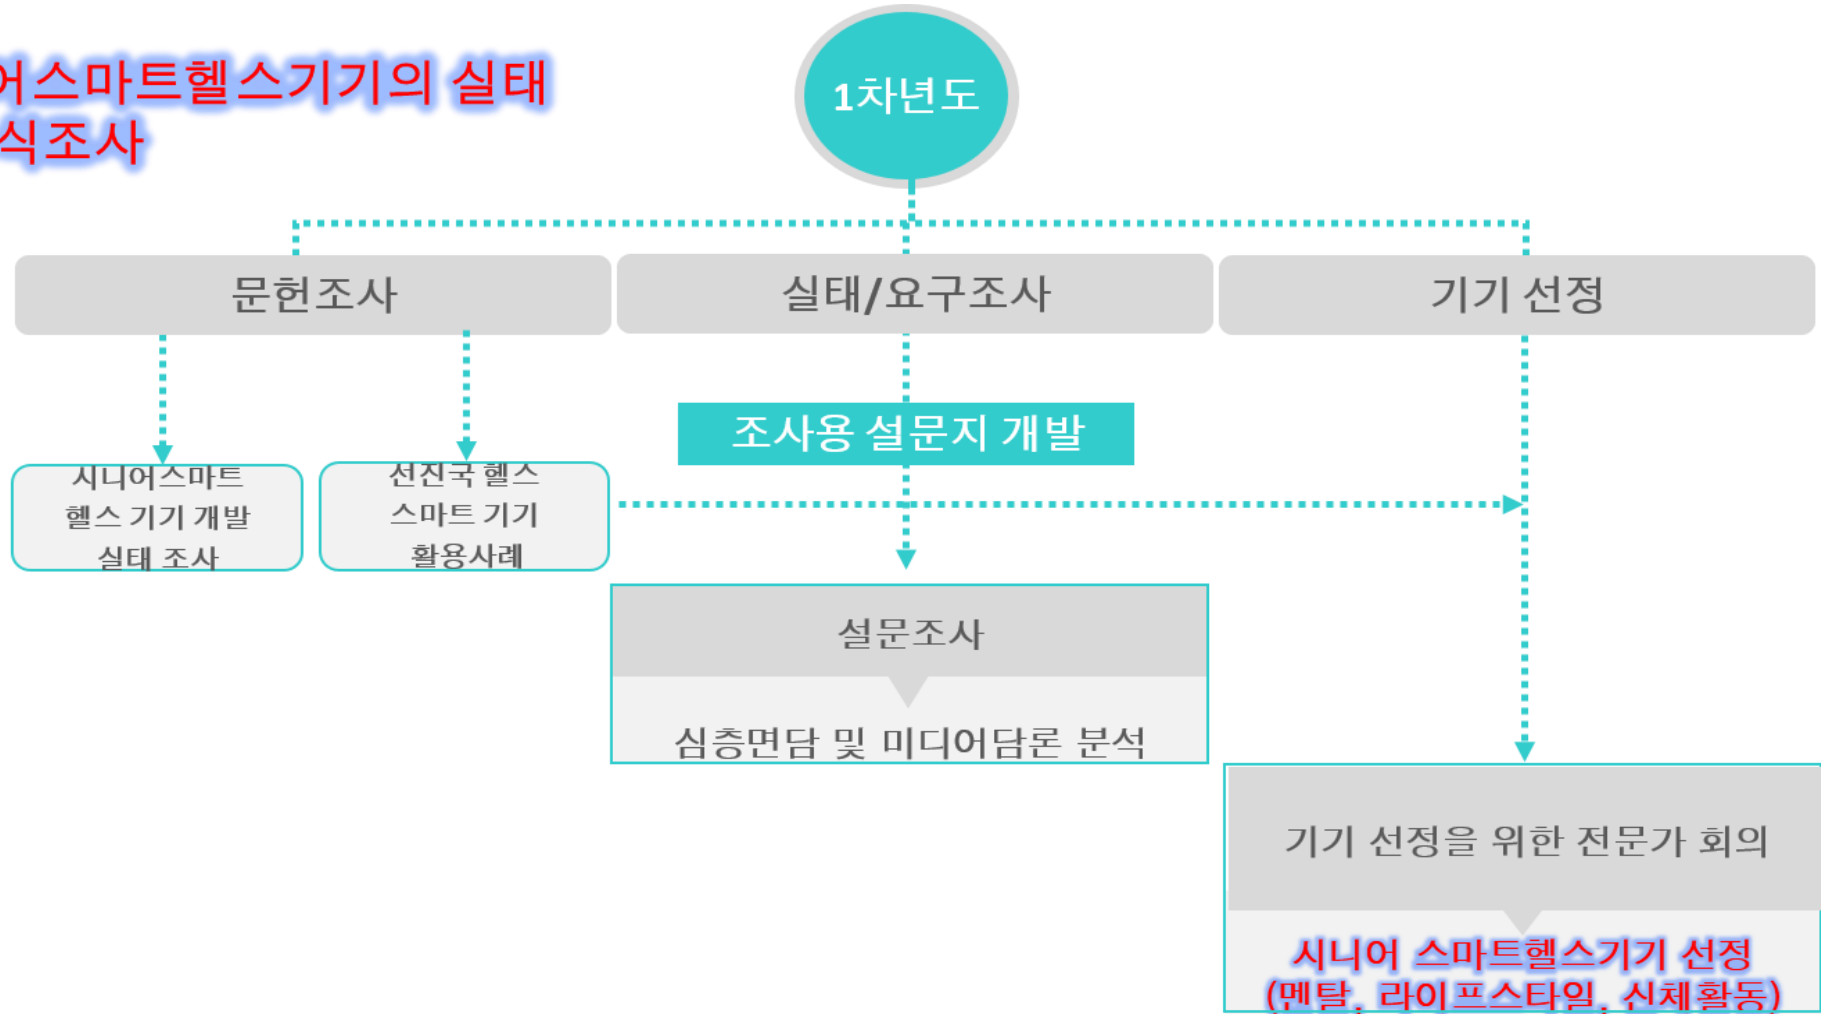 어스마트헬스기기의 실태
식조사
1차년도
문헌조사
실태/요구조사
기기 선정
조사용 설문지 개발
시니어스마트
헬스 기기 개발
실태 조사
선진국 헬스
스마트 기기
활용사례
설문조사
심층면담 및 미디어담론 분석
기기 선정을 위한 전문가 회의
시니어 스마트헬스기기 선정
(멘탈, 라이프스타일, 신체활동)